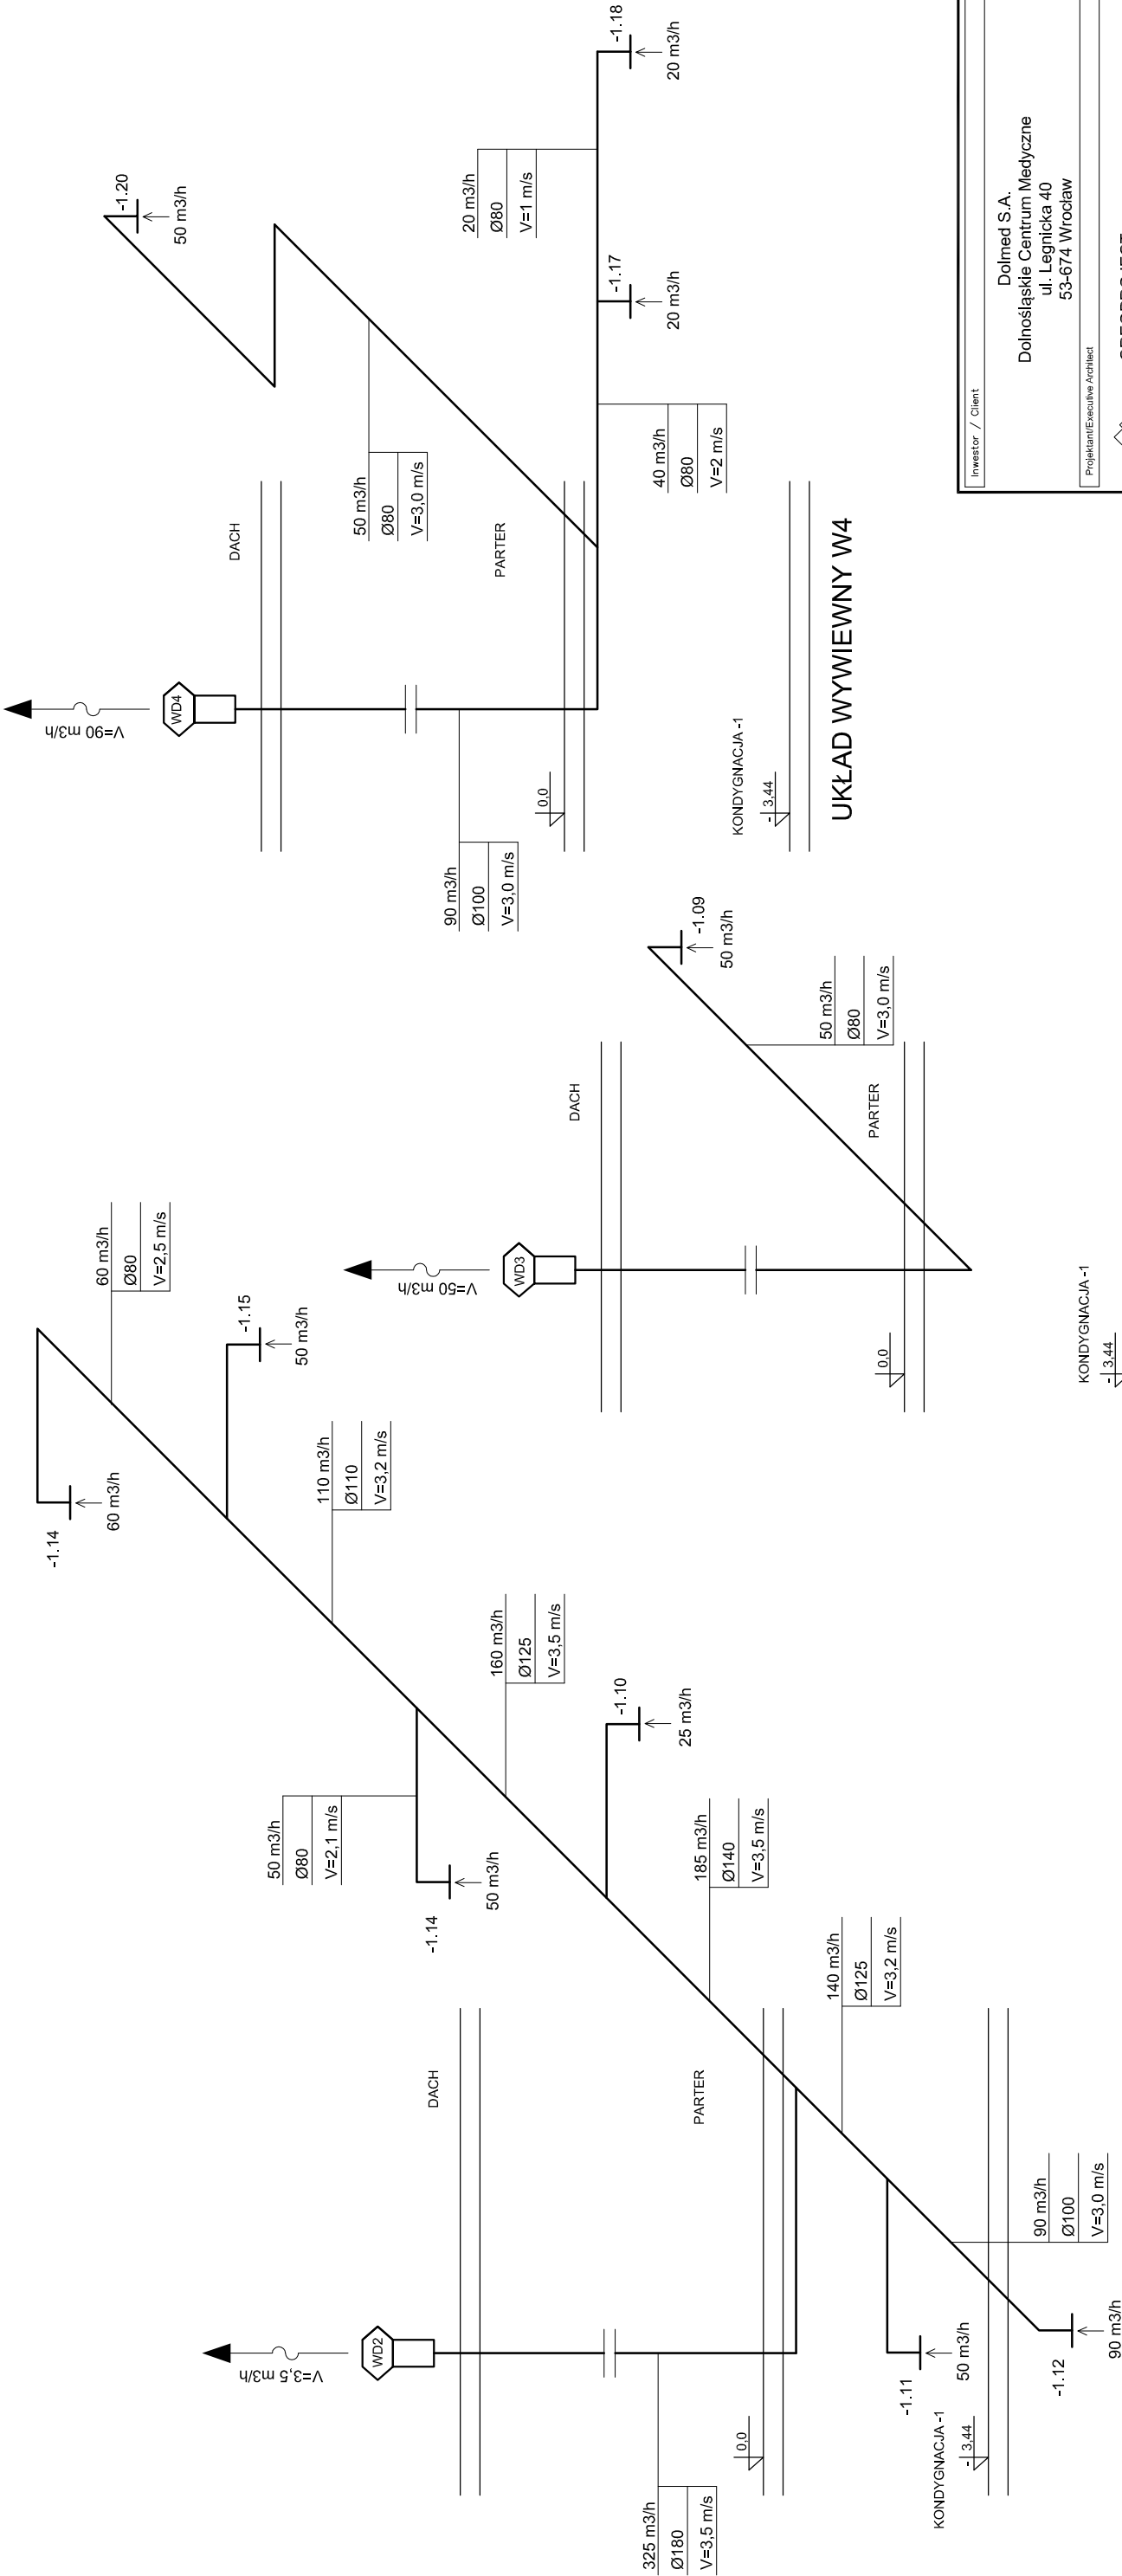 V=90 m3/h
WD4
DACH
-1.20
50 m3/h
50 m3/h
Ø80
V=3,0 m/s
PARTER
20 m3/h
Ø80
V=1 m/s
-1.18
20 m3/h
-1.17
20 m3/h
40 m3/h
Ø80
V=2 m/s
90 m3/h
Ø100
V=3,0 m/s
0,0
KONDYGNACJA -1
- 3,44
UKŁAD WYWIEWNY W4
Inwestor / Client
Dolmed S.A.
Dolnośląskie Centrum Medyczne
ul. Legnicka 40
53-674 Wrocław
Projektant/Executive Architect
V=50 m3/h
WD3
DACH
-1.09
50 m3/h
50 m3/h
Ø80
V=3,0 m/s
PARTER
0,0
KONDYGNACJA -1
- 3,44
60 m3/h
Ø80
V=2,5 m/s
-1.14
60 m3/h
-1.15
50 m3/h
110 m3/h
Ø110
V=3,2 m/s
160 m3/h
Ø125
V=3,5 m/s
50 m3/h
Ø80
V=2,1 m/s
-1.14
50 m3/h
-1.10
25 m3/h
185 m3/h
Ø140
V=3,5 m/s
140 m3/h
Ø125
V=3,2 m/s
V=3,5 m3/h
WD2
DACH
PARTER
325 m3/h
Ø180
V=3,5 m/s
0,0
-1.11
50 m3/h
90 m3/h
Ø100
V=3,0 m/s
-1.12
90 m3/h
KONDYGNACJA -1
- 3,44